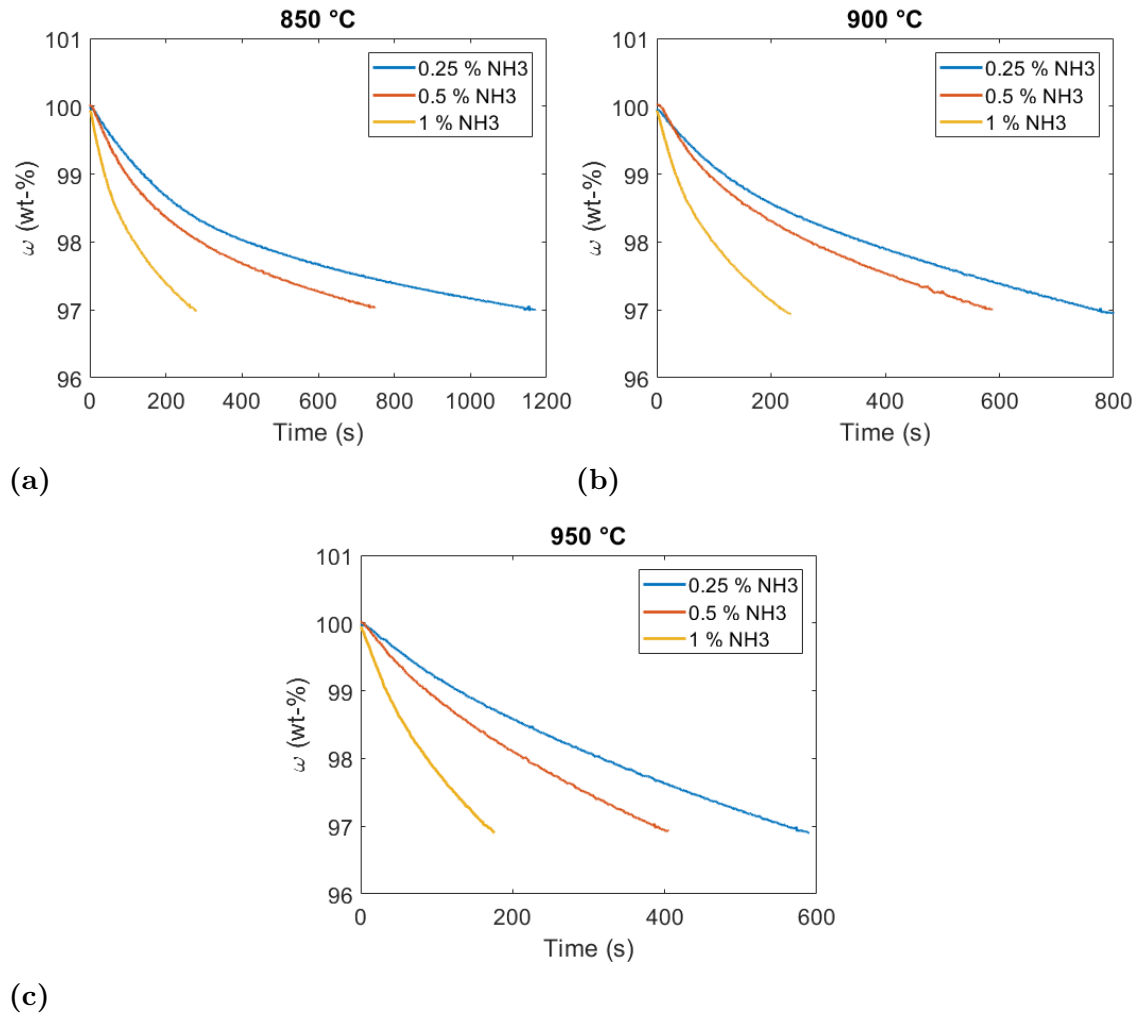 850 °C
101
100
99
98
97
96
ω (wt-%)
0.25 % NH3
0.5 % NH3
1 % NH3
0 200 400 600 800 1000 1200
Time (s)
(a)
900 °C
101
100
99
98
97
96
ω (wt-%)
0.25 % NH3
0.5 % NH3
1 % NH3
0 200 400 600 800
Time (s)
(b)
950 °C
101
100
99
98
97
96
ω (wt-%)
0.25 % NH3
0.5 % NH3
1 % NH3
0 200 400 600
Time (s)
(c)